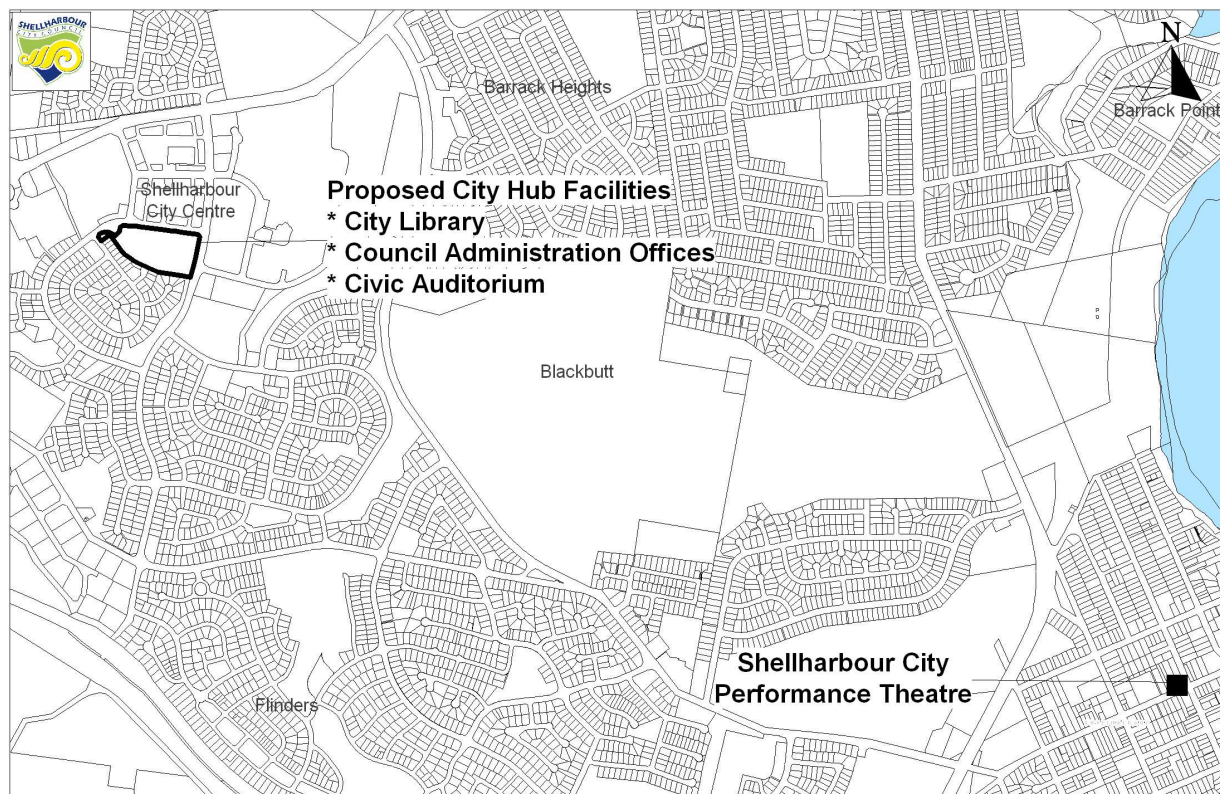 SHELLHARBOUR
CITY COUNCIL
N
Barrack Heights
Barrack Point
Shellharbour
City Centre
Proposed City Hub Facilities
* City Library
* Council Administration Offices
* Civic Auditorium
Blackbutt
Shellharbour City
Performance Theatre
Flinders